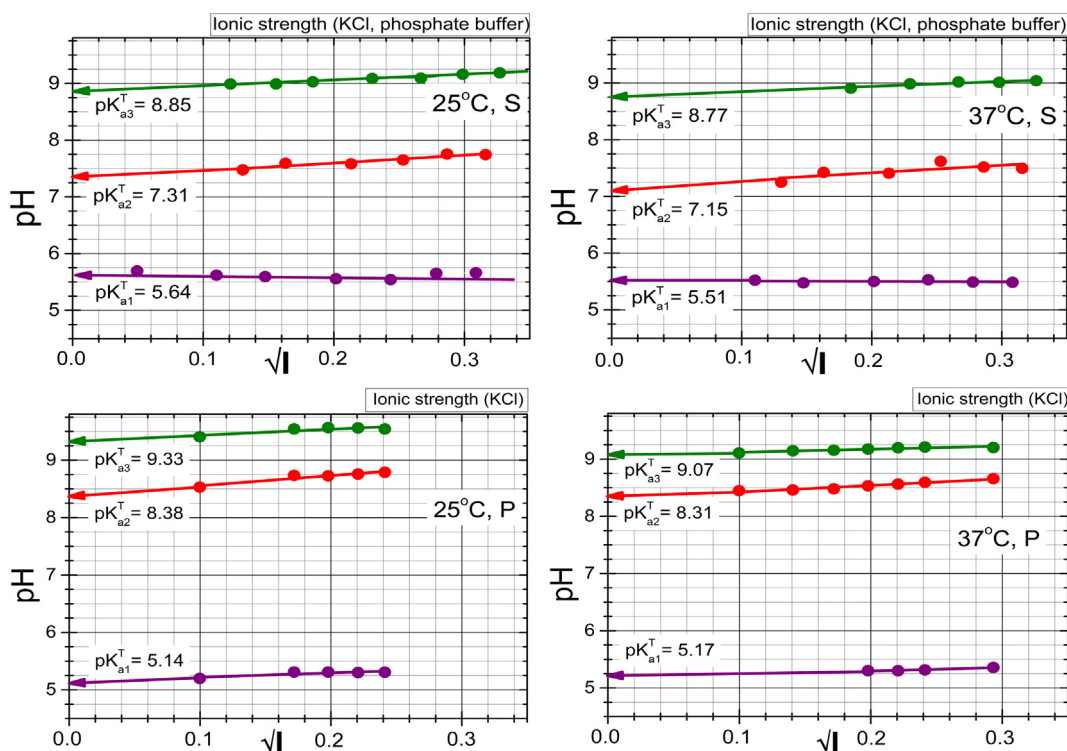 Ionic strength (KCl, phosphate buffer)
pH
9
8
7
6
5
pK^T_a3 = 8.85
25°C, S
pK^T_a2 = 7.31
pK^T_a1 = 5.64
0.0 0.1 0.2 0.3
√I
Ionic strength (KCl, phosphate buffer)
pH
9
8
7
6
5
pK^T_a3 = 8.77
37°C, S
pK^T_a2 = 7.15
pK^T_a1 = 5.51
0.0 0.1 0.2 0.3
√I
Ionic strength (KCl)
pH
9
8
7
6
5
pK^T_a3 = 9.33
pK^T_a2 = 8.38
25°C, P
pK^T_a1 = 5.14
0.0 0.1 0.2 0.3
√I
Ionic strength (KCl)
pH
9
8
7
6
5
pK^T_a3 = 9.07
pK^T_a2 = 8.31
37°C, P
pK^T_a1 = 5.17
0.0 0.1 0.2 0.3
√I